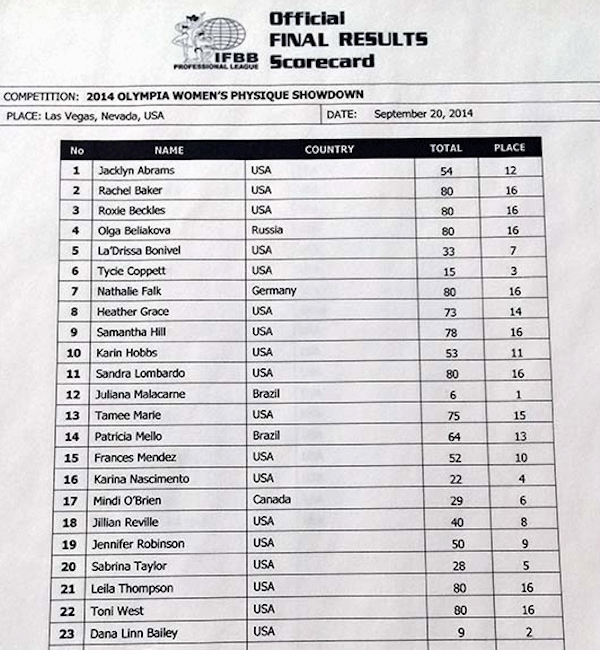 Official
FINAL RESULTS
Scorecard
IFBB
PROFESSIONAL LEAGUE
COMPETITION: 2014 OLYMPIA WOMEN'S PHYSIQUE SHOWDOWN
PLACE: Las Vegas, Nevada, USA DATE: September 20, 2014
No NAME COUNTRY TOTAL PLACE
1 Jacklyn Abrams USA 54 12
2 Rachel Baker USA 80 16
3 Roxie Beckles USA 80 16
4 Olga Beliakova Russia 80 16
5 La'Drissa Bonivel USA 33 7
6 Tycie Coppett USA 15 3
7 Nathalie Falk Germany 80 16
8 Heather Grace USA 73 14
9 Samantha Hill USA 78 16
10 Karin Hobbs USA 53 11
11 Sandra Lombardo USA 80 16
12 Juliana Malacarne Brazil 6 1
13 Tamee Marie USA 75 15
14 Patricia Mello Brazil 64 13
15 Frances Mendez USA 52 10
16 Karina Nascimento USA 22 4
17 Mindi O'Brien Canada 29 6
18 Jillian Reville USA 40 8
19 Jennifer Robinson USA 50 9
20 Sabrina Taylor USA 28 5
21 Leila Thompson USA 80 16
22 Toni West USA 80 16
23 Dana Linn Bailey USA 9 2